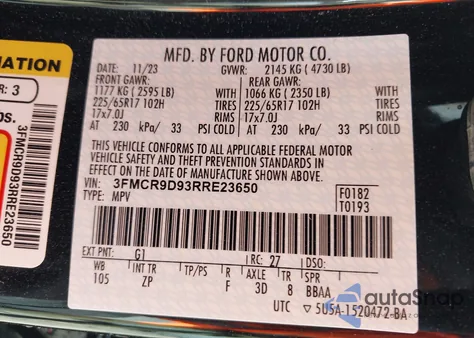 MATION
R: 3
os.
3FMCR9D93RRE23650
MFD. BY FORD MOTOR CO.
DATE: 11/23 GVWR: 2145 KG ( 4730 LB)
FRONT GAWR: REAR GAWR:
1177 KG ( 2595 LB) WITH 1066 KG ( 2350 LB) WITH
225/65R17 102H TIRES 225/65R17 102H TIRES
17x7.0J RIMS 17x7.0J RIMS
AT 230 kPa/ 33 PSI COLD AT 230 kPa/ 33 PSI COLD
THIS VEHICLE CONFORMS TO ALL APPLICABLE FEDERAL MOTOR
VEHICLE SAFETY AND THEFT PREVENTION STANDARDS IN
EFFECT ON THE DATE OF MANUFACTURE SHOWN ABOVE.
VIN: 3FMCR9D93RRE23650 F0182
TYPE: MPV T0193
EXT PNT: G1 RC: 27 DSO:
WB INT TR TP/PS R AXLE TR SPR
105 ZP F 3D 8 BBAA
UTC ▽ 5U5A-1520472-BA
autoSnap